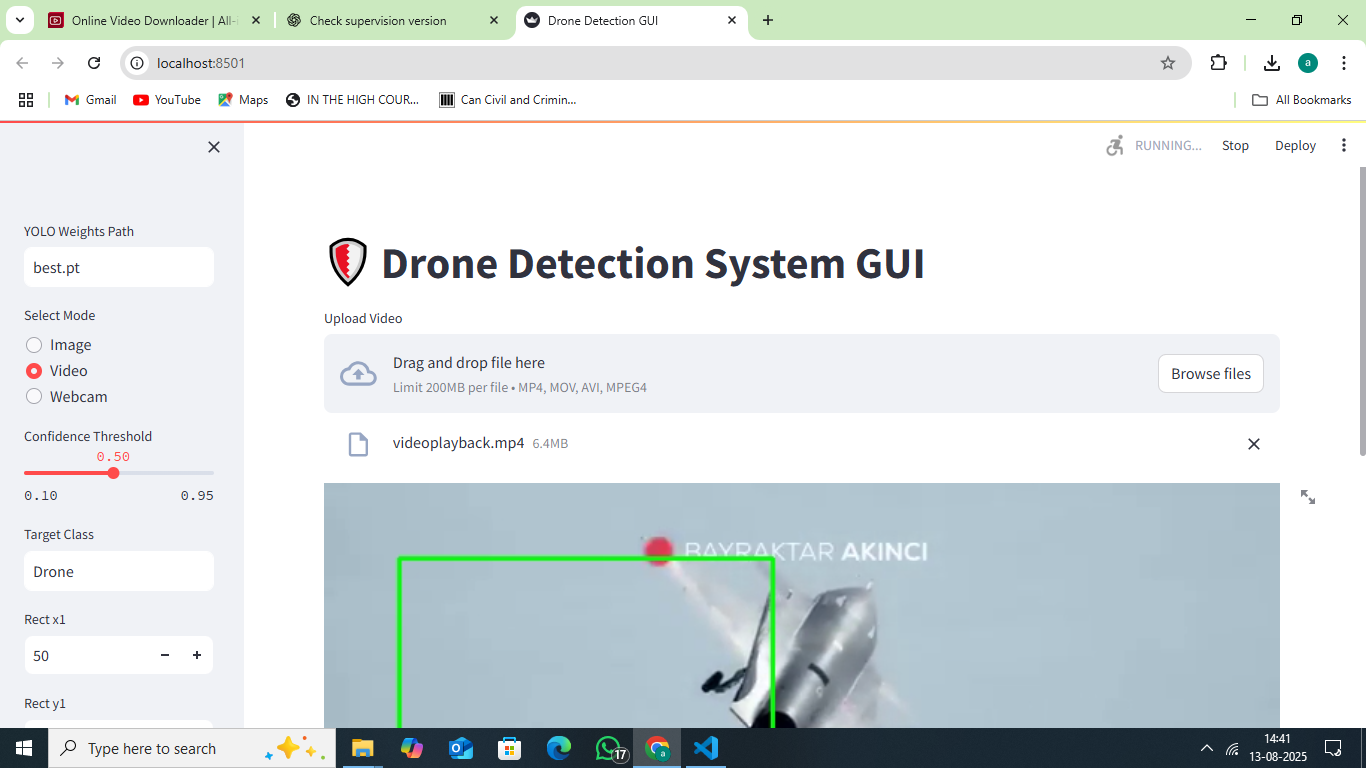 Online Video Downloader | All-i
Check supervision version
Drone Detection GUI
localhost:8501
a
Gmail
YouTube
Maps
IN THE HIGH COUR...
Can Civil and Crimin...
All Bookmarks
RUNNING...
Stop
Deploy
YOLO Weights Path
best.pt
Select Mode
Image
Video
Webcam
Confidence Threshold
0.50
0.10
0.95
Target Class
Drone
Rect x1
50
Rect y1
Drone Detection System GUI
Upload Video
Drag and drop file here
Limit 200MB per file • MP4, MOV, AVI, MPEG4
Browse files
videoplayback.mp4 6.4MB
BAYRAKTAR AKINCI
Type here to search
17
a
14:41
13-08-2025